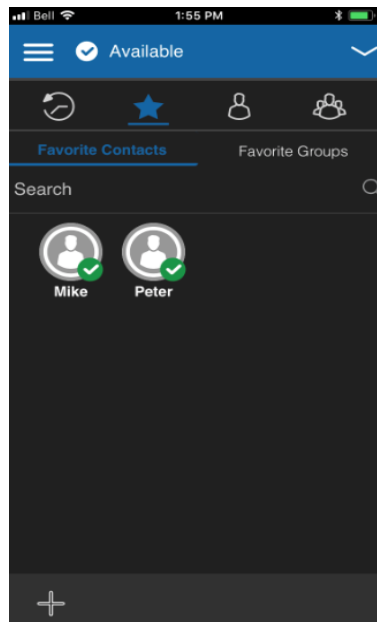 Bell 1:55 PM
Available
Favorite Contacts Favorite Groups
Search
Mike Peter